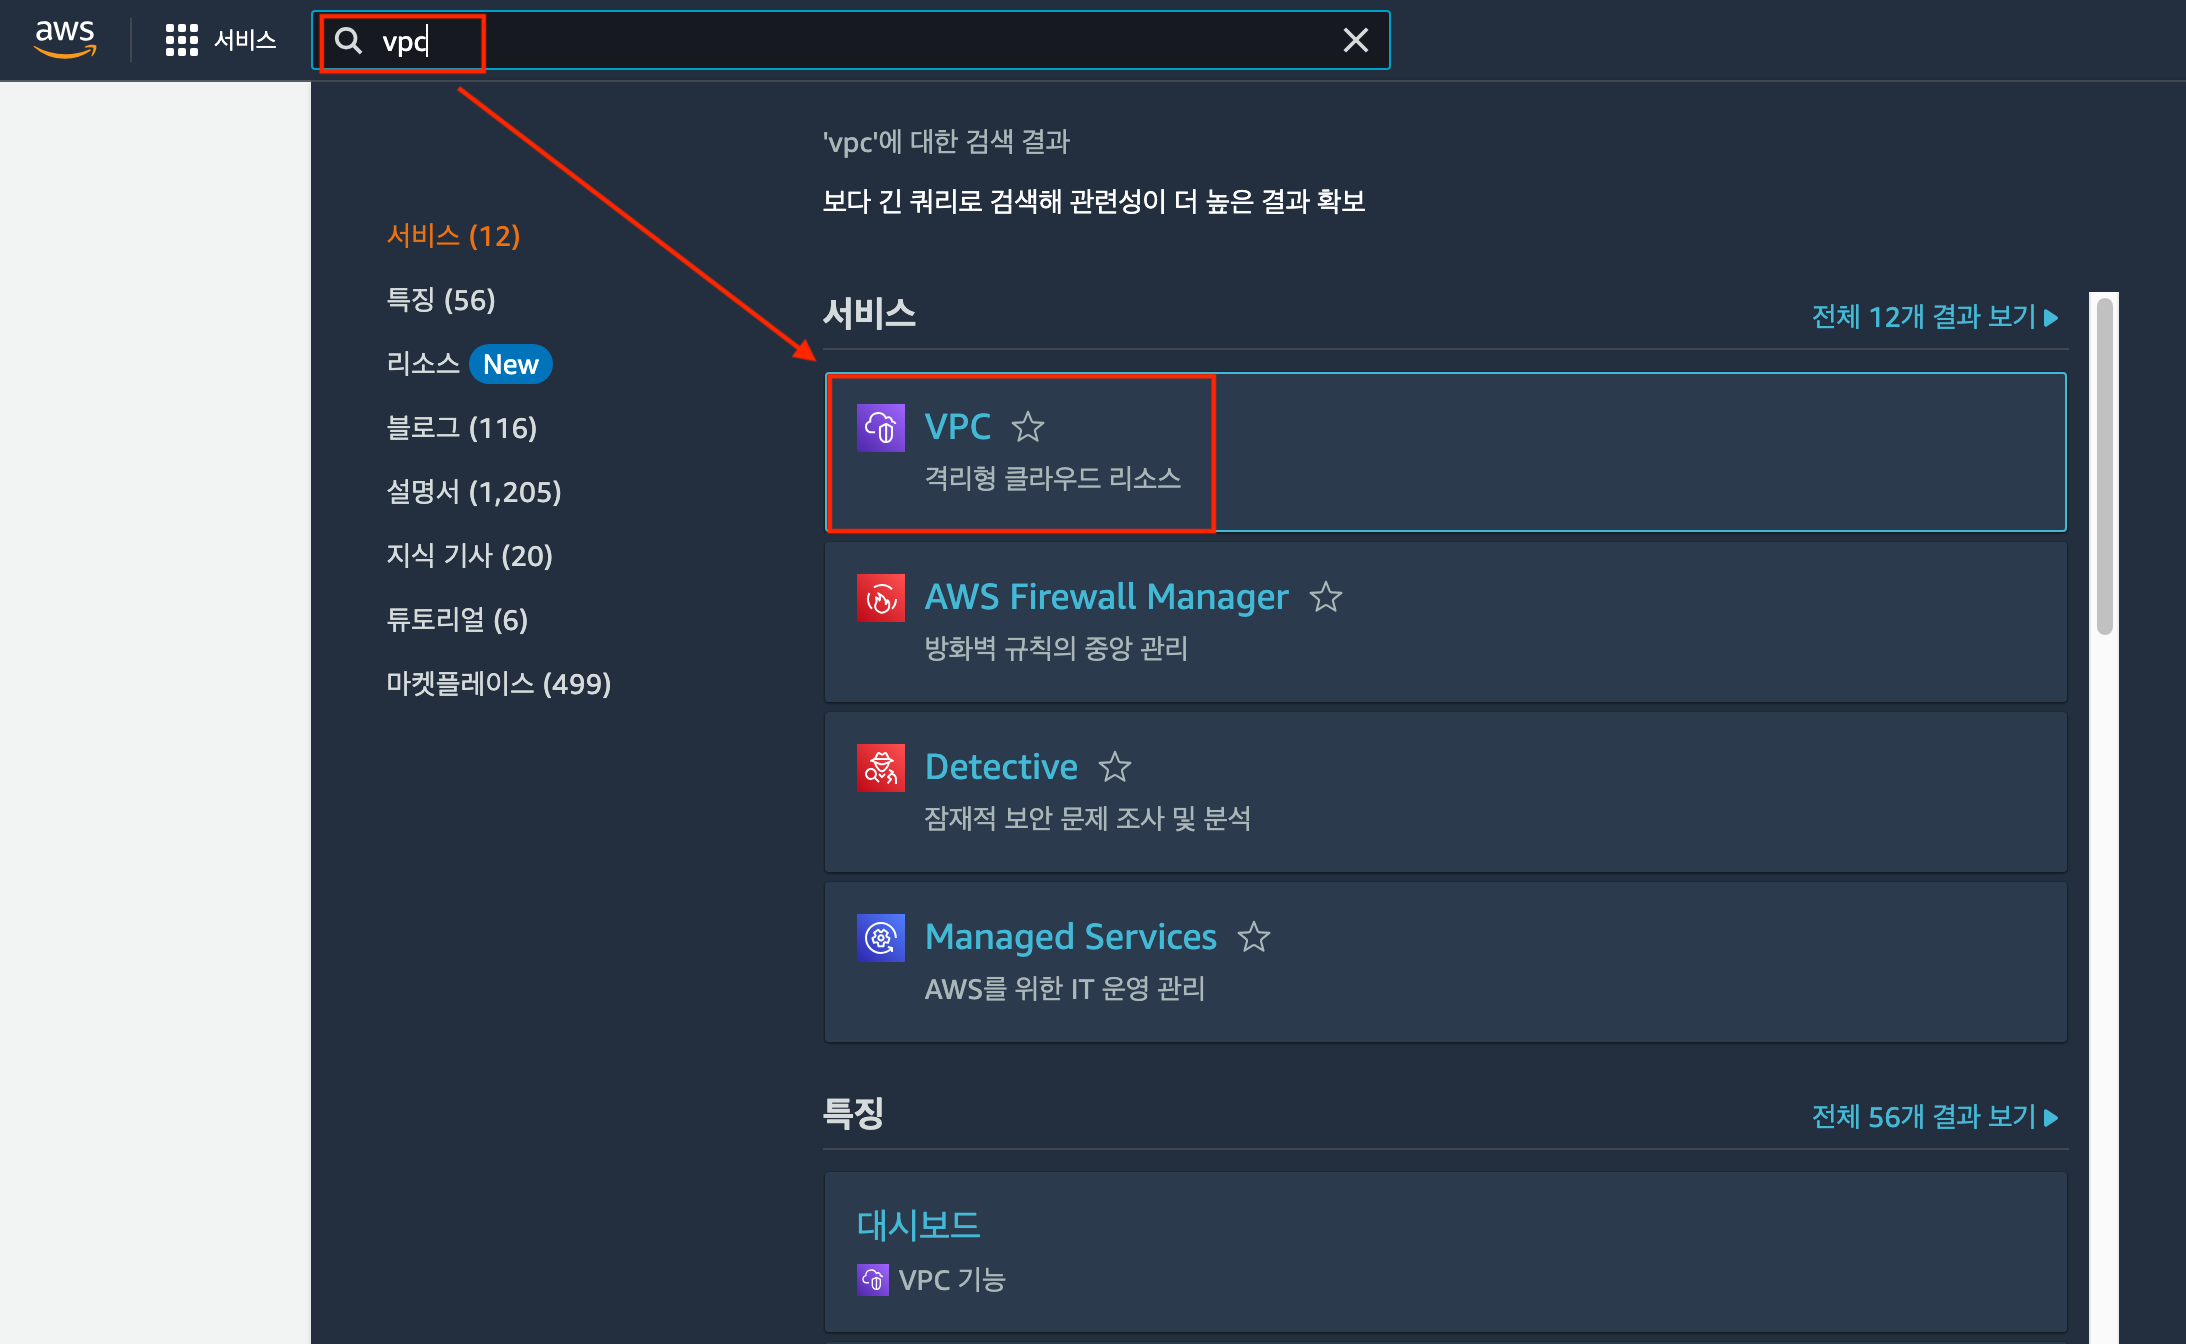 aws
서비스
vpc
'vpc'에 대한 검색 결과
보다 긴 쿼리로 검색해 관련성이 더 높은 결과 확보
서비스 (12)
특징 (56)
리소스 New
블로그 (116)
설명서 (1,205)
지식 기사 (20)
튜토리얼 (6)
마켓플레이스 (499)
서비스
전체 12개 결과 보기
VPC
격리형 클라우드 리소스
AWS Firewall Manager
방화벽 규칙의 중앙 관리
Detective
잠재적 보안 문제 조사 및 분석
Managed Services
AWS를 위한 IT 운영 관리
특징
전체 56개 결과 보기
대시보드
VPC 기능